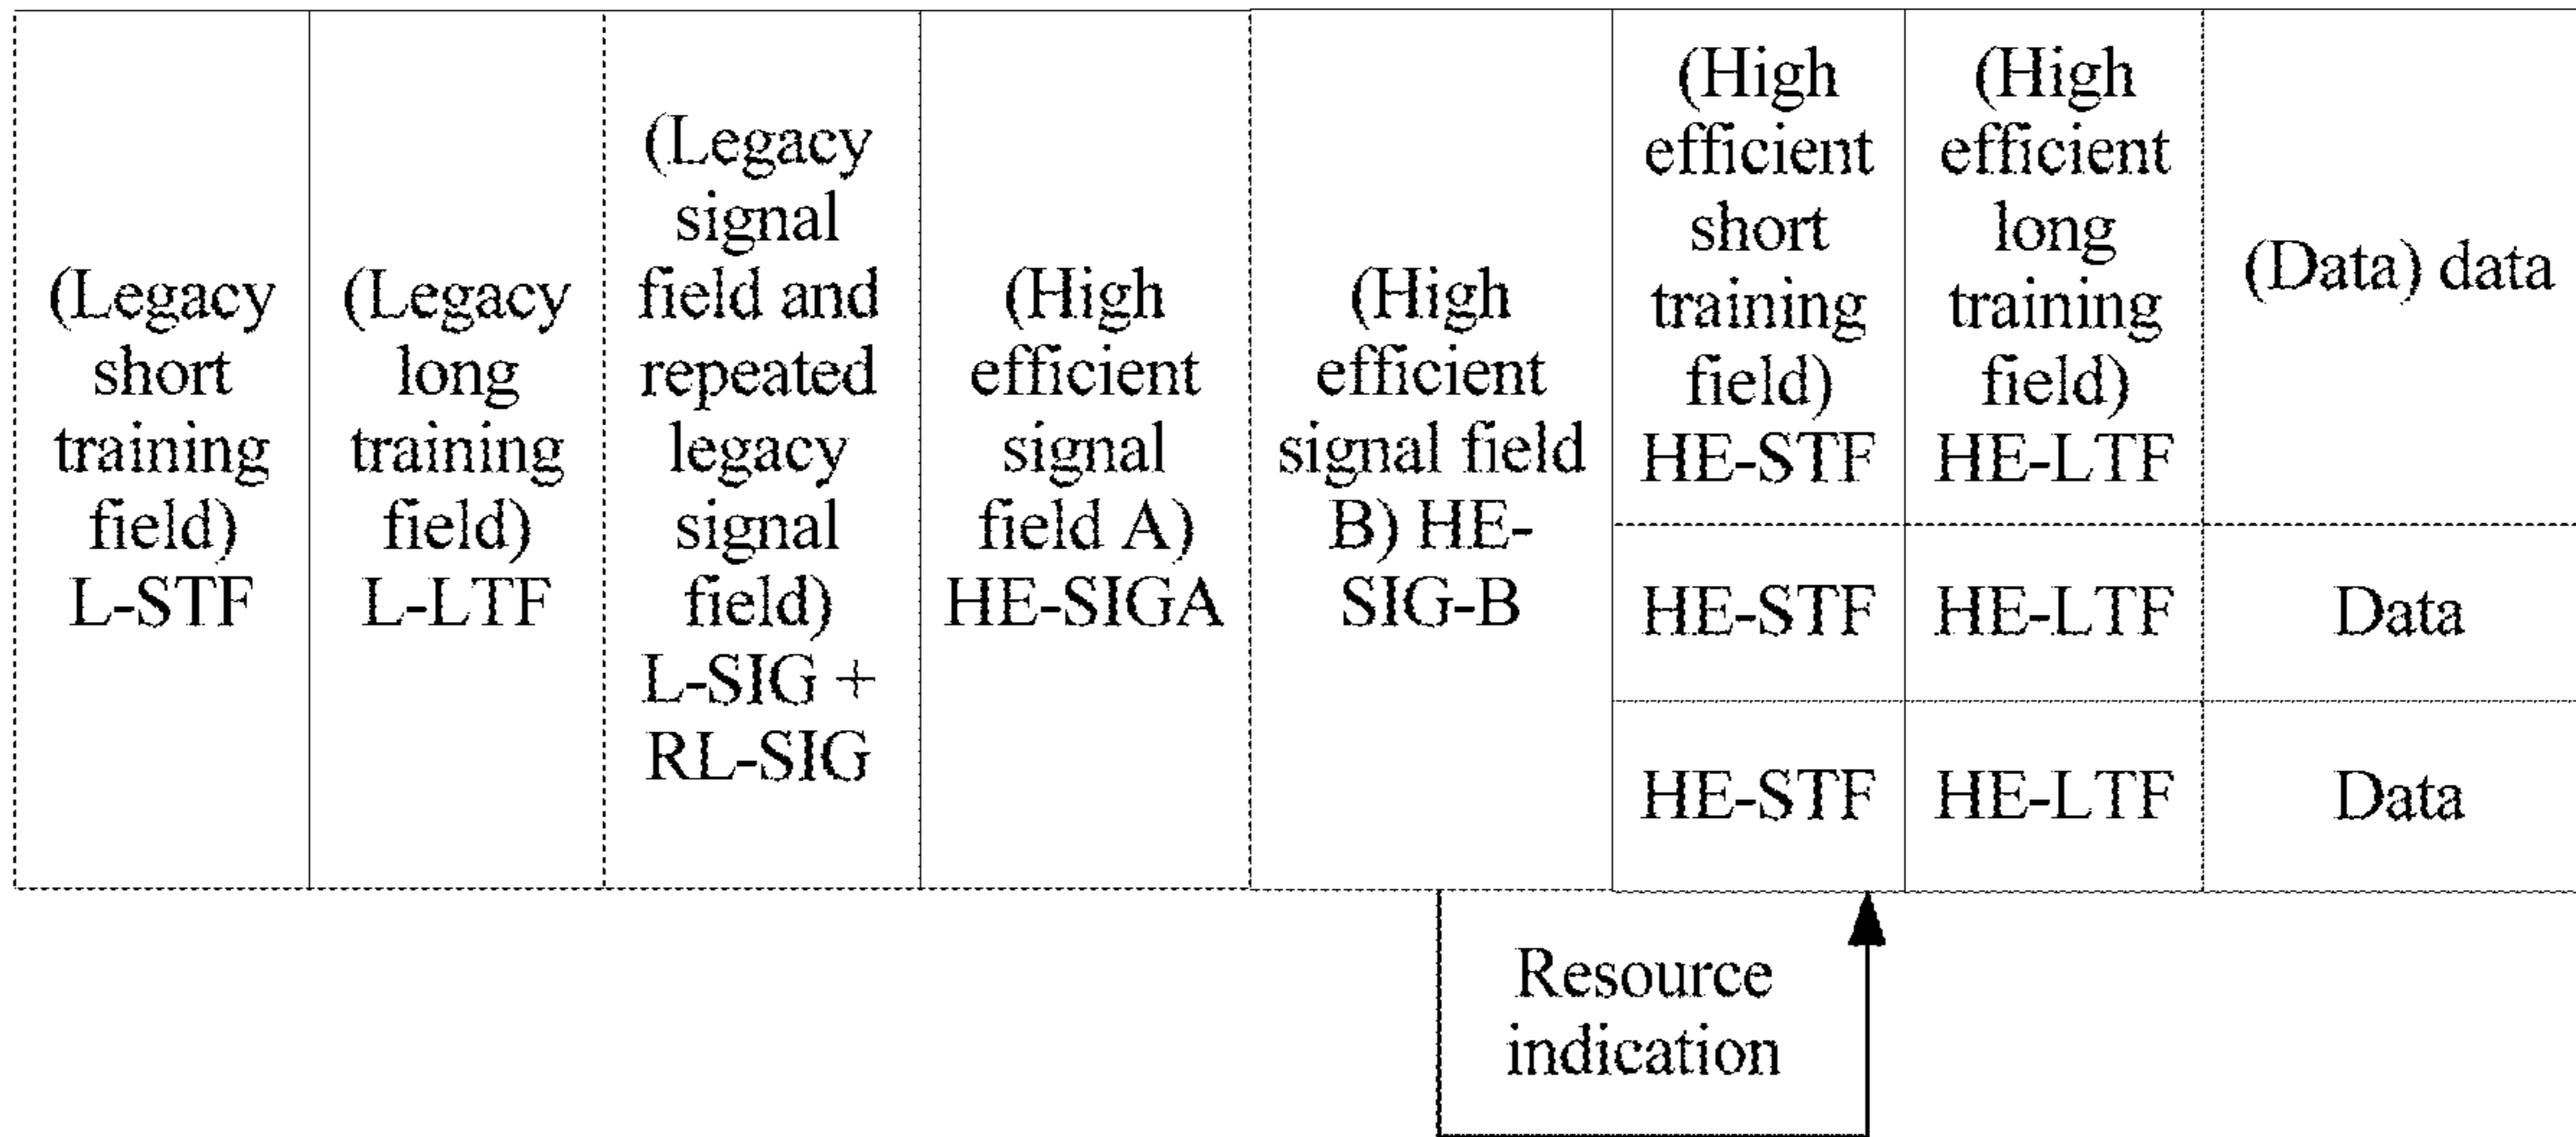 (Legacy
short
training
field)
L-STF
(Legacy
long
training
field)
L-LTF
(Legacy
signal
field and
repeated
legacy
signal
field)
L-SIG +
RL-SIG
(High
efficient
signal
field A)
HE-SIGA
(High
efficient
signal field
B) HE-
SIG-B
(High
efficient
short
training
field)
HE-STF
(High
efficient
long
training
field)
HE-LTF
(Data) data
HE-STF
HE-LTF
Data
HE-STF
HE-LTF
Data
Resource
indication